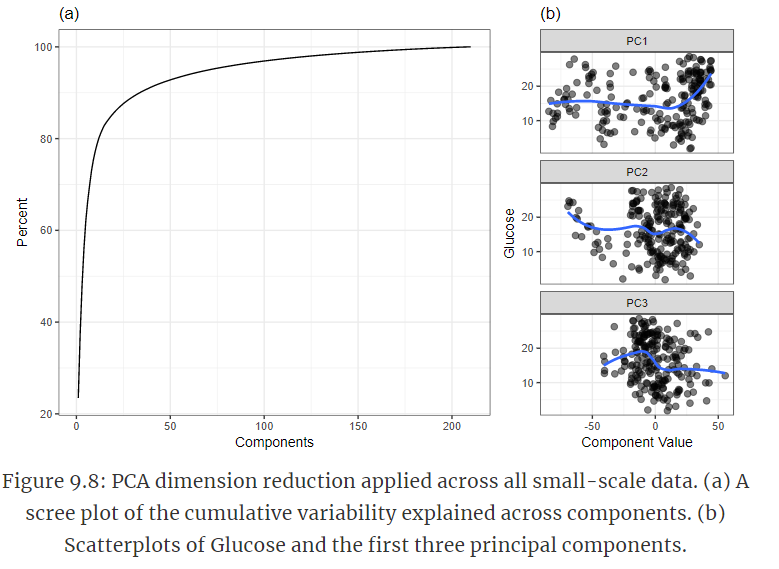 (a)
100
80
60
40
20
Percent
0
50
100
150
200
Components
(b)
PC1
20
10
PC2
20
10
PC3
20
10
Glucose
-50
0
50
Component Value
Figure 9.8: PCA dimension reduction applied across all small-scale data. (a) A
scree plot of the cumulative variability explained across components. (b)
Scatterplots of Glucose and the first three principal components.